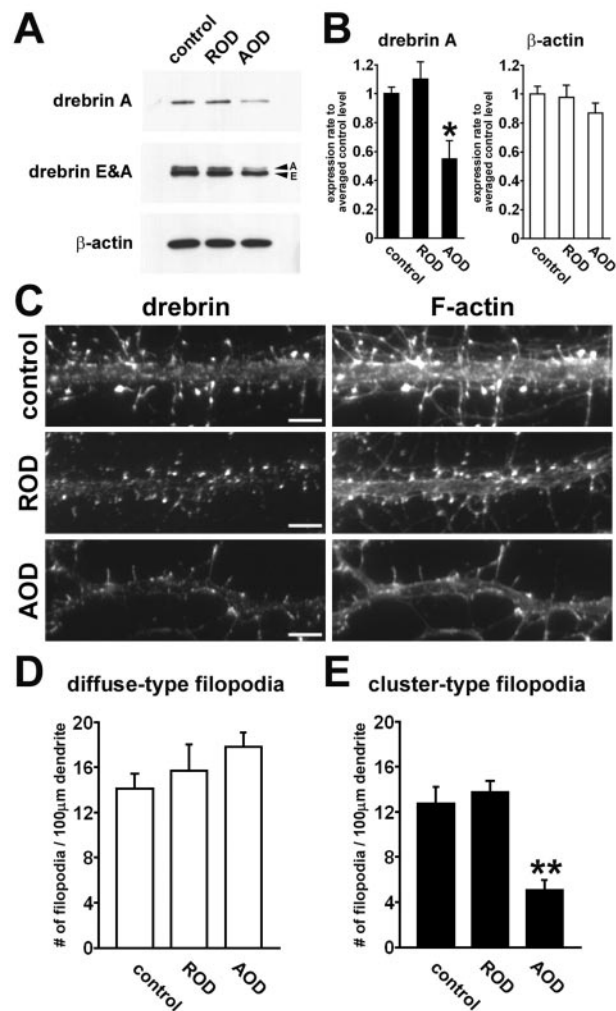 A
control ROD AOD
drebrin A
drebrin E&A
A
E
β-actin
B
drebrin A
expression rate to
averaged control level
1.2
1
0.8
0.6
0.4
0.2
0
*
control ROD AOD
β-actin
expression rate to
averaged control level
1.2
1
0.8
0.6
0.4
0.2
0
control ROD AOD
C
drebrin F-actin
control
ROD
AOD
D
diffuse-type filopodia
# of filopodia / 100μm dendrite
20
16
12
8
4
0
control ROD AOD
E
cluster-type filopodia
# of filopodia / 100μm dendrite
20
16
12
8
4
0
**
control ROD AOD